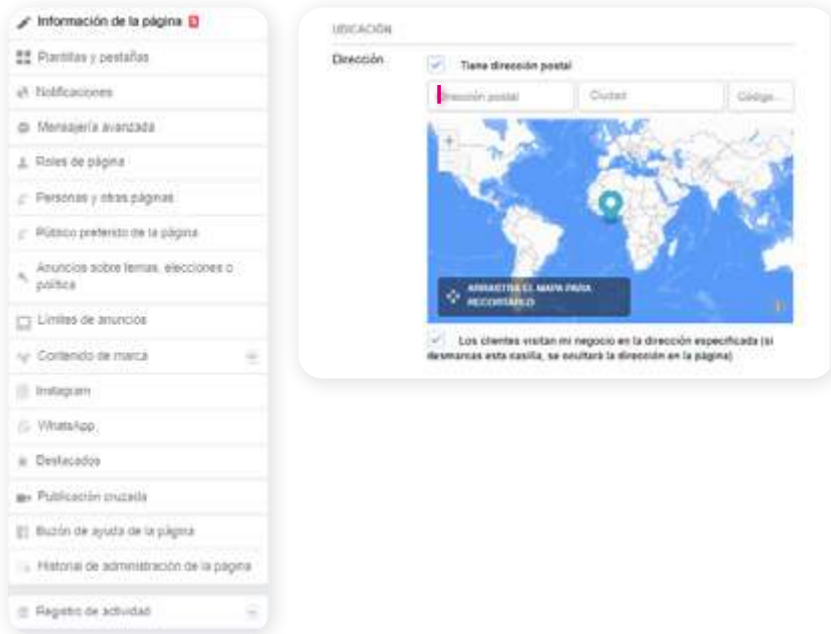 Información de la página
Plantillas y pestañas
Notificaciones
Mensajería avanzada
Roles de página
Personas y otras páginas
Público preferido de la página
Anuncios sobre temas, elecciones o
política
Límites de anuncios
Contenido de marca
Instagram
WhatsApp
Destacados
Publicación cruzada
Buzón de ayuda de la página
Historial de administración de la página
Registro de actividad
UBICACIÓN
Dirección
Tiene dirección postal
Dirección postal
Ciudad
Código...
ARRASTRA EL MAPA PARA
RECORTARLO
Los clientes visitan mi negocio en la dirección especificada (si
desmarcas esta casilla, se ocultará la dirección en la página)